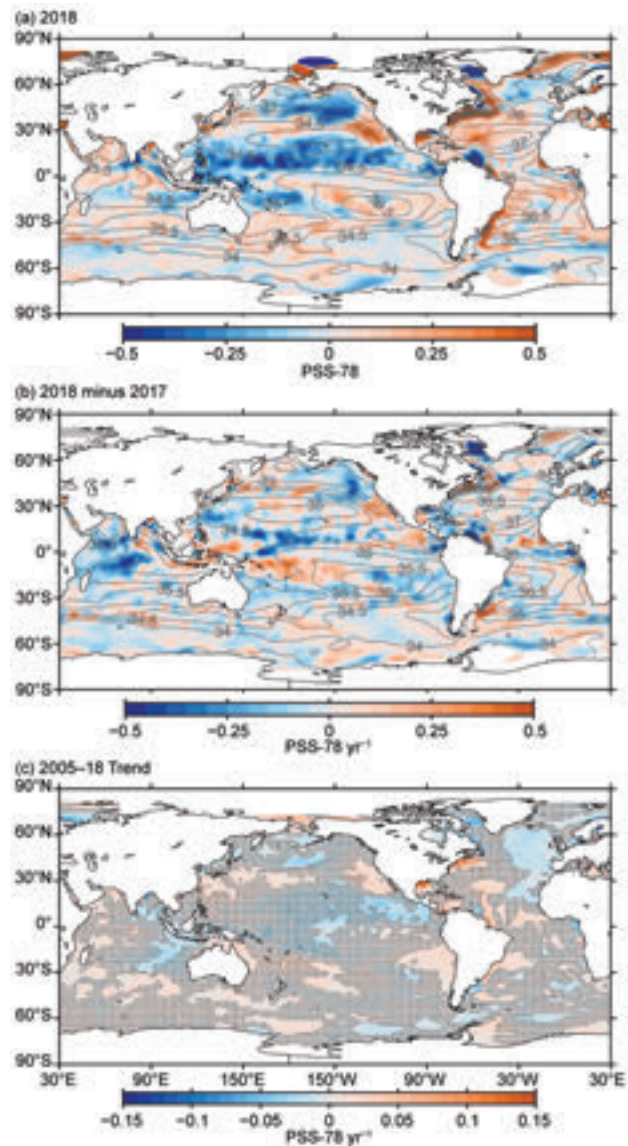 (a) 2018
90°N
60°N
30°N
0°
30°S
60°S
90°S
−0.5 −0.25 0 0.25 0.5
PSS-78
(b) 2018 minus 2017
90°N
60°N
30°N
0°
30°S
60°S
90°S
−0.5 −0.25 0 0.25 0.5
PSS-78 yr⁻¹
(c) 2005–18 Trend
90°N
60°N
30°N
0°
30°S
60°S
90°S
30°E 90°E 150°E 150°W 90°W 30°W 30°E
−0.15 −0.1 −0.05 0 0.05 0.1 0.15
PSS-78 yr⁻¹